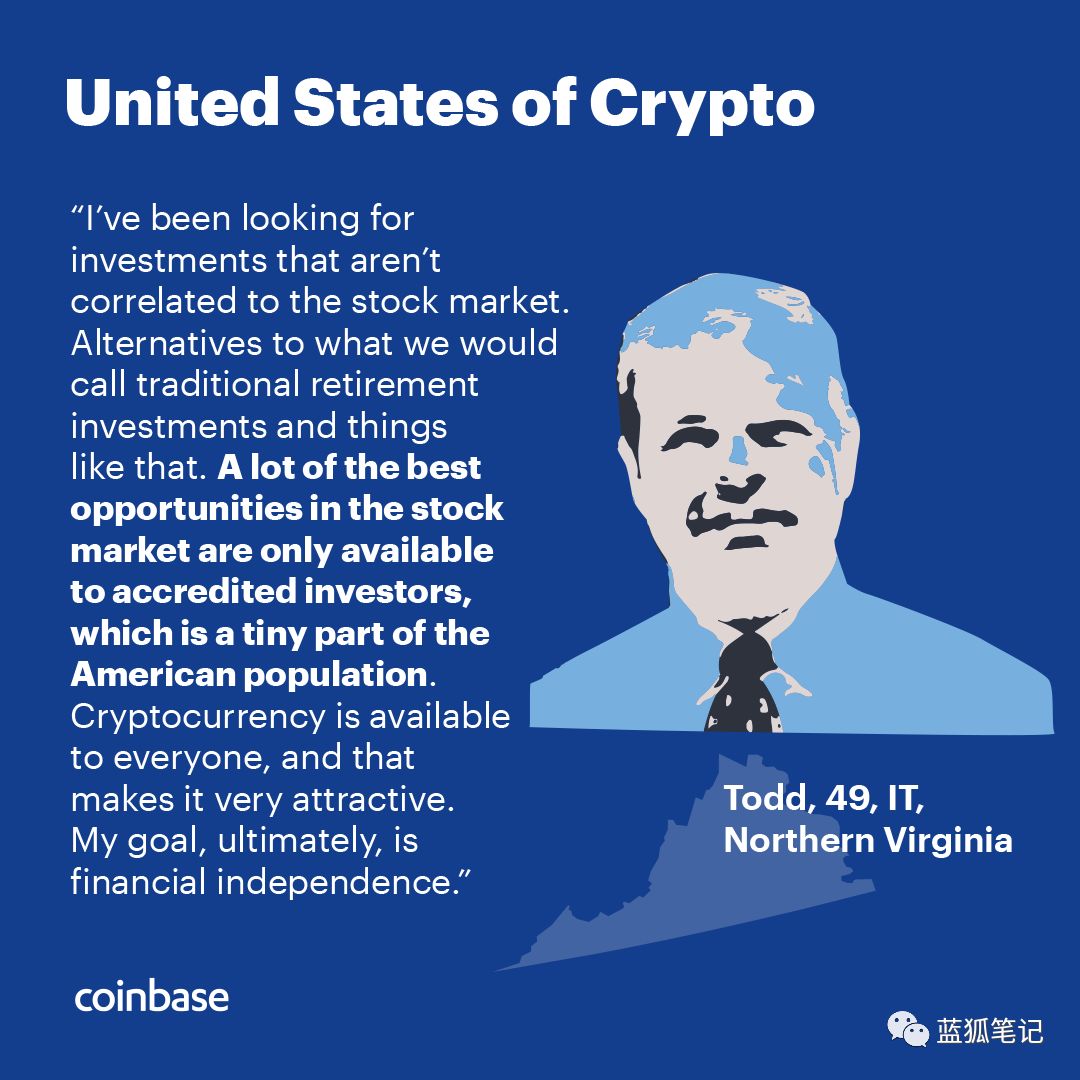 United States of Crypto
“I’ve been looking for
investments that aren’t
correlated to the stock market.
Alternatives to what we would
call traditional retirement
investments and things
like that. A lot of the best
opportunities in the stock
market are only available
to accredited investors,
which is a tiny part of the
American population.
Cryptocurrency is available
to everyone, and that
makes it very attractive.
My goal, ultimately, is
financial independence.”
Todd, 49, IT,
Northern Virginia
coinbase
蓝狐笔记